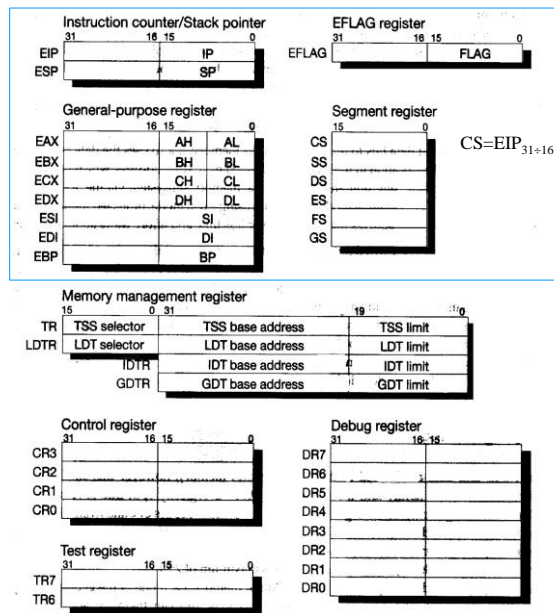 Instruction counter/Stack pointer
31 16 15 0
EIP IP
ESP SP
EFLAG register
31 16 15 0
EFLAG FLAG
General-purpose register
31 16 15 0
EAX AH AL
EBX BH BL
ECX CH CL
EDX DH DL
ESI SI
EDI DI
EBP BP
Segment register
15 0
CS
SS
DS
ES
FS
GS
CS=EIP31÷16
Memory management register
15 0 31 19 0
TR TSS selector TSS base address TSS limit
LDTR LDT selector LDT base address LDT limit
IDTR IDT base address IDT limit
GDTR GDT base address GDT limit
Control register
31 16 15 0
CR3
CR2
CR1
CR0
Test register
31 16 15 0
TR7
TR6
Debug register
31 16 15 0
DR7
DR6
DR5
DR4
DR3
DR2
DR1
DR0